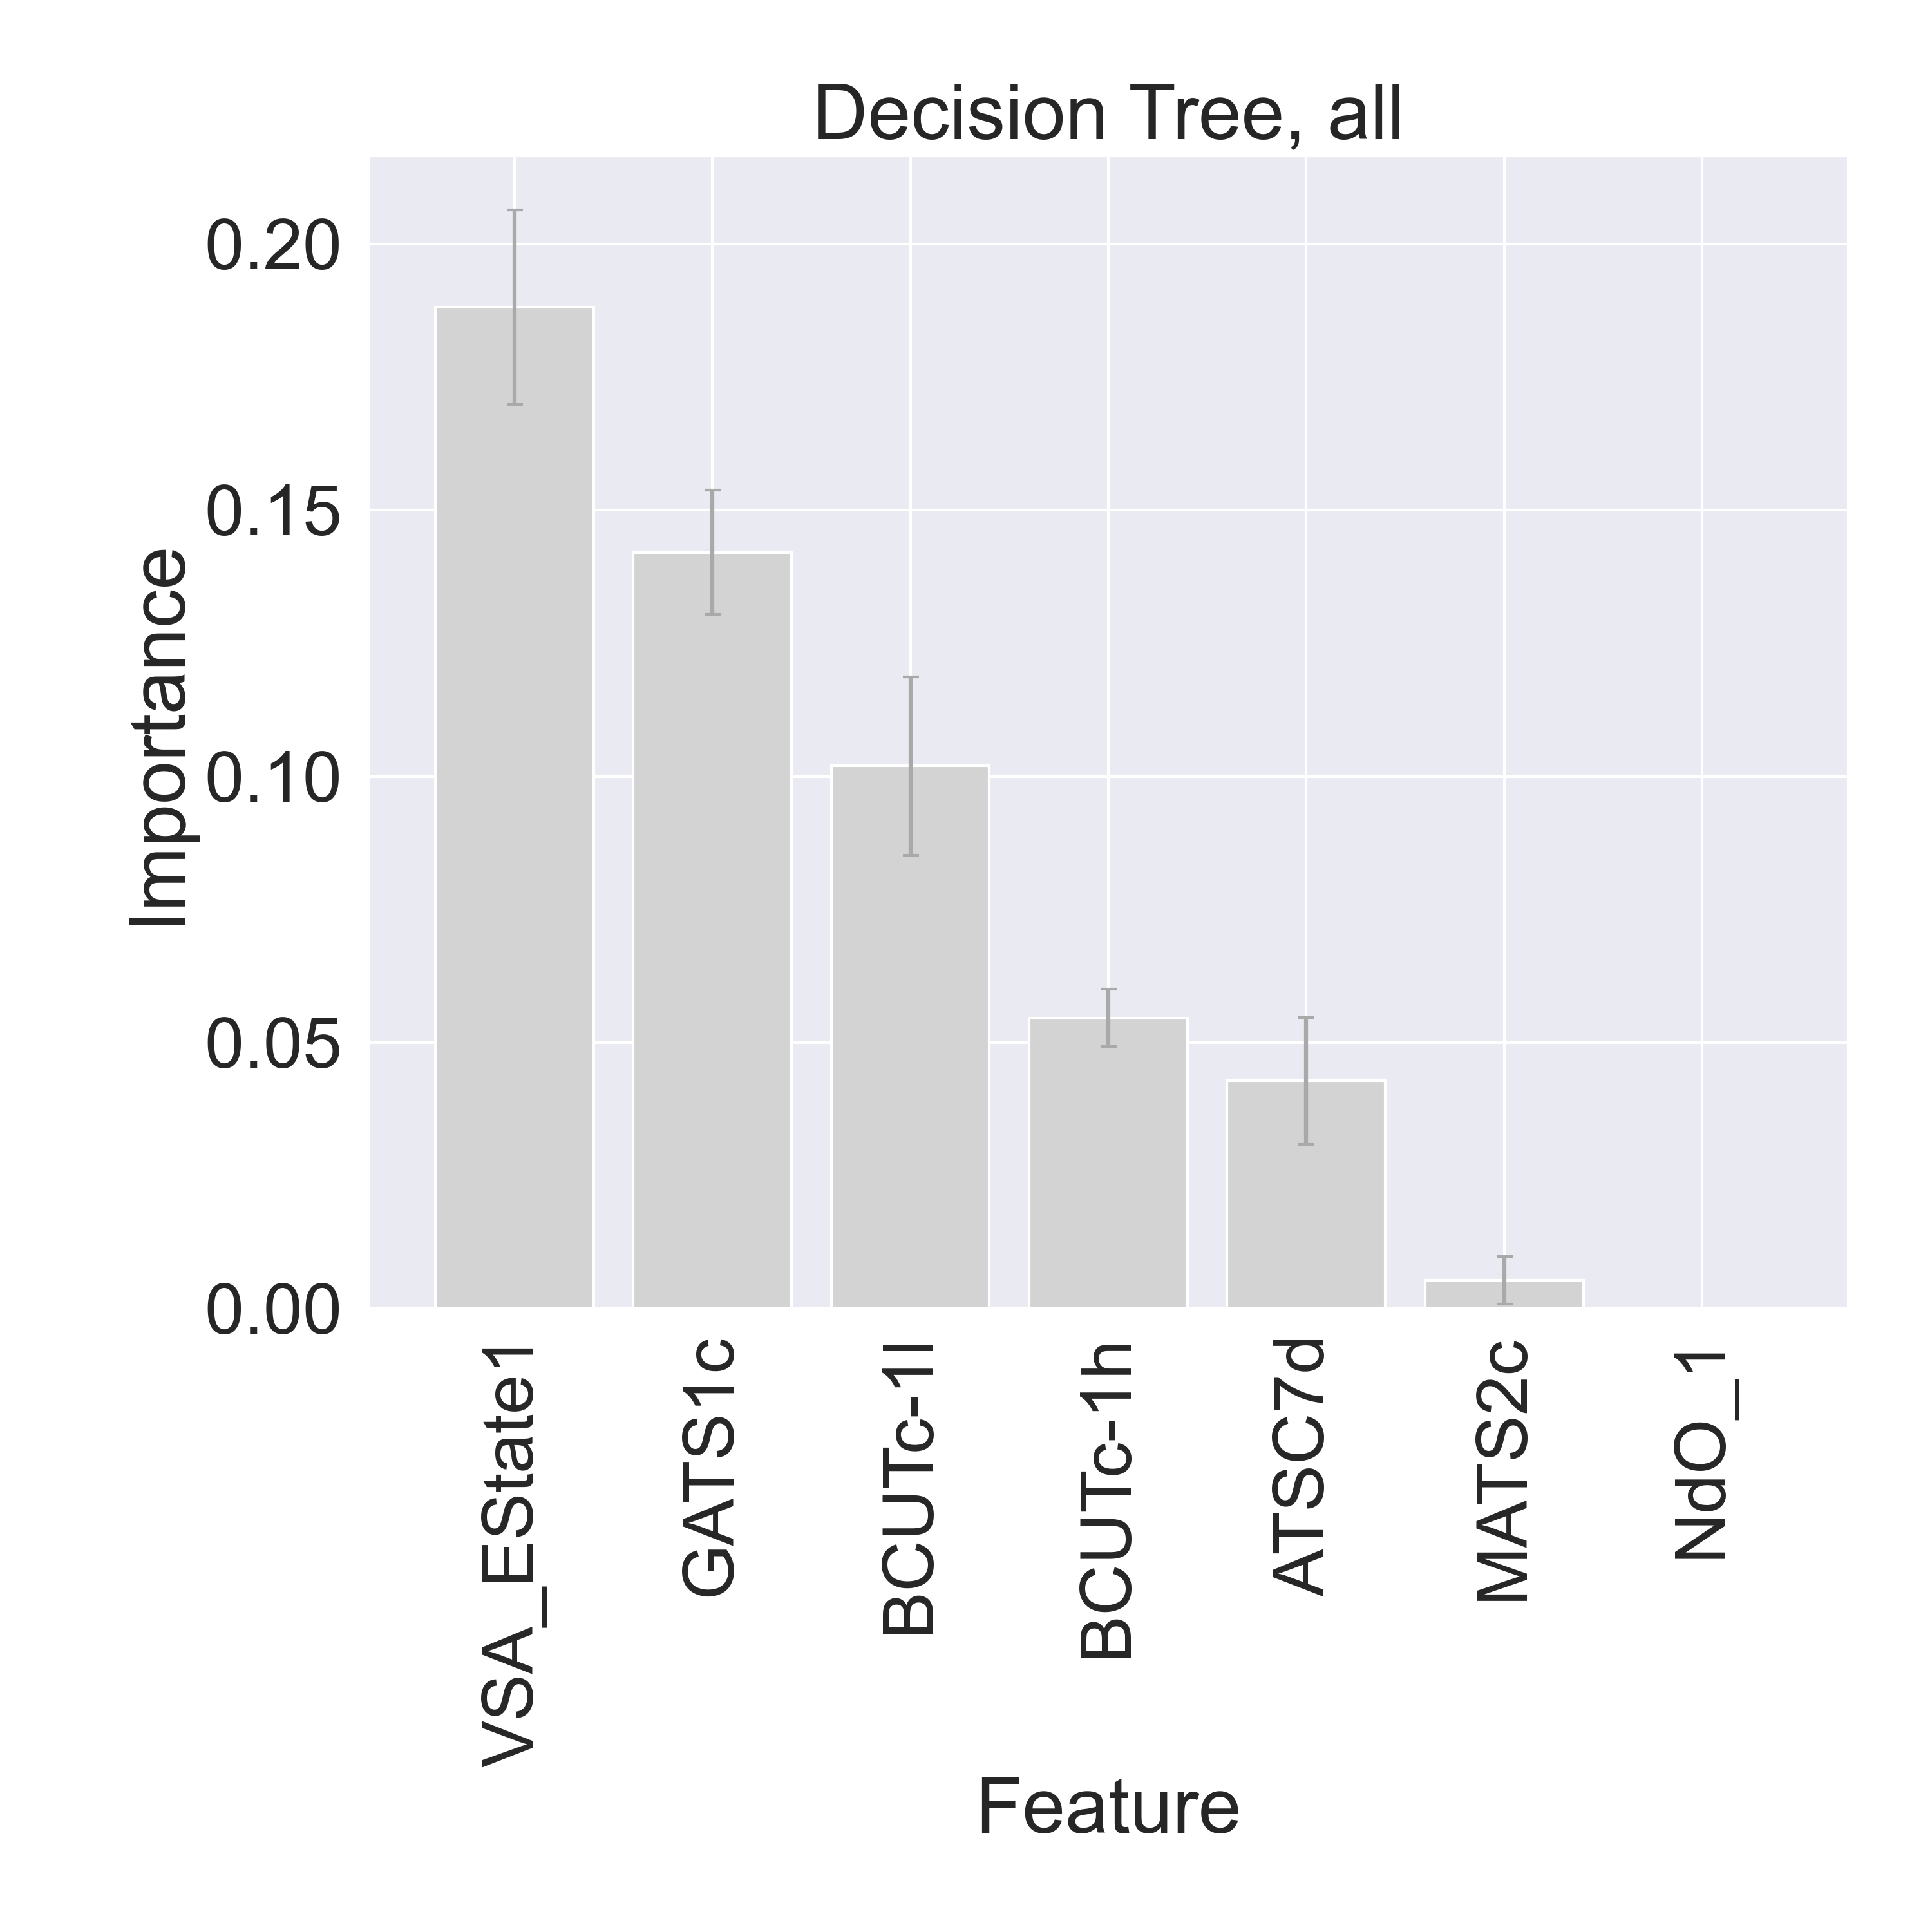 Decision Tree, all
Importance
0.20
0.15
0.10
0.05
0.00
VSA_EState1
GATS1c
BCUTc-1l
BCUTc-1h
ATSC7d
MATS2c
NdO_1
Feature